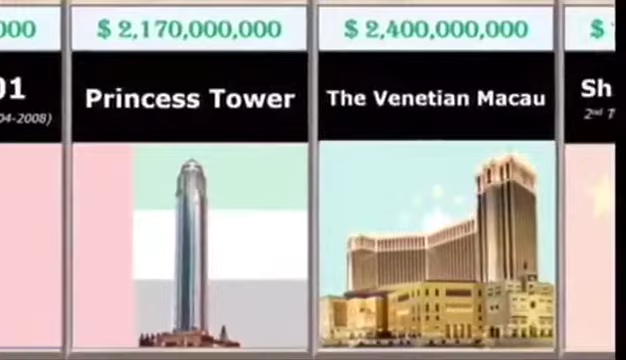 000
$ 2,170,000,000
$ 2,400,000,000
$
01
04-2008)
Princess Tower
The Venetian Macau
Sh
2nd T